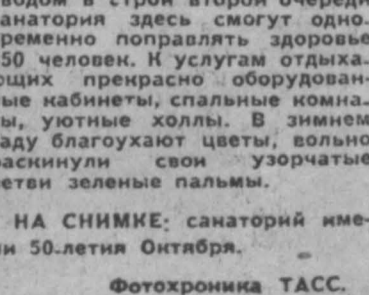 водом в строй второй очереди
санатория здесь смогут одно-
временно поправлять здоровье
50 человек. К услугам отдыха-
ющих прекрасно оборудован-
ные кабинеты, спальные комна-
ты, уютные холлы. В зимнем
саду благоухают цветы, вольно
раскинули свои узорчатые
ветви зеленые пальмы.
НА СНИМКЕ: санаторий име-
ни 50-летия Октября.
Фотохроника ТАСС.